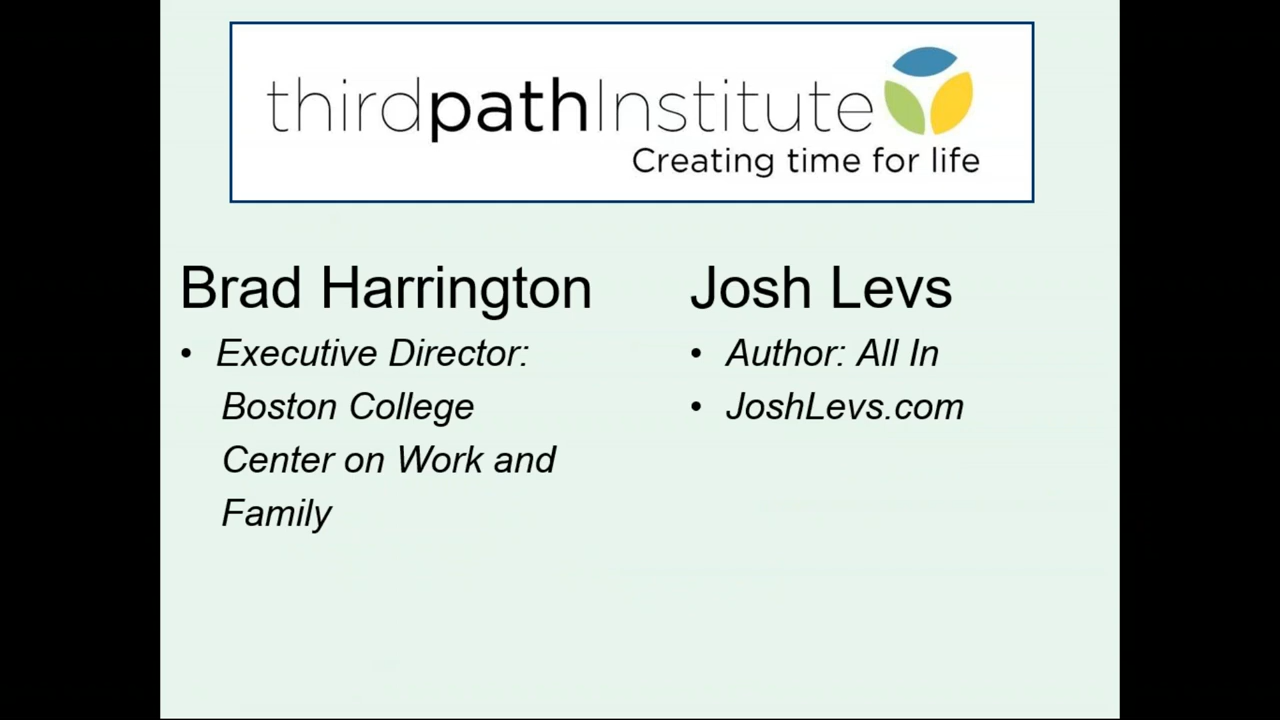 thirdpathInstitute
Creating time for life
Brad Harrington
• Executive Director:
Boston College
Center on Work and
Family
Josh Levs
• Author: All In
• JoshLevs.com